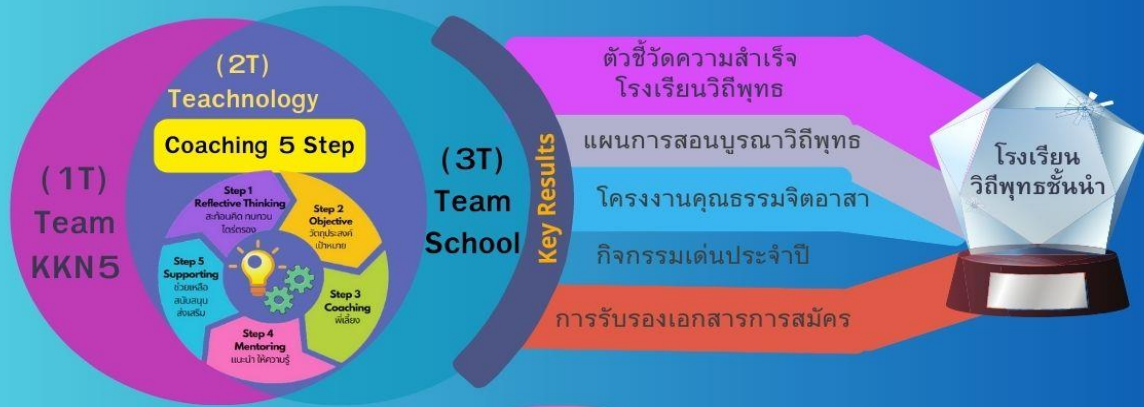 (1T)
Team
KKN5
(2T)
Teachnology
Coaching 5 Step
Step 1
Reflective Thinking
สะท้อนคิด ทบทวน
ไตร่ตรอง
Step 2
Objective
วัตถุประสงค์
เป้าหมาย
Step 3
Coaching
พี่เลี้ยง
Step 4
Mentoring
แนะนำ ให้ความรู้
Step 5
Supporting
ช่วยเหลือ
สนับสนุน
ส่งเสริม
(3T)
Team
School
Key Results
ตัวชี้วัดความสำเร็จ
โรงเรียนวิถีพุทธ
แผนการสอนบูรณาวิถีพุทธ
โครงงานคุณธรรมจิตอาสา
กิจกรรมเด่นประจำปี
การรับรองเอกสารการสมัคร
โรงเรียน
วิถีพุทธชั้นนำ